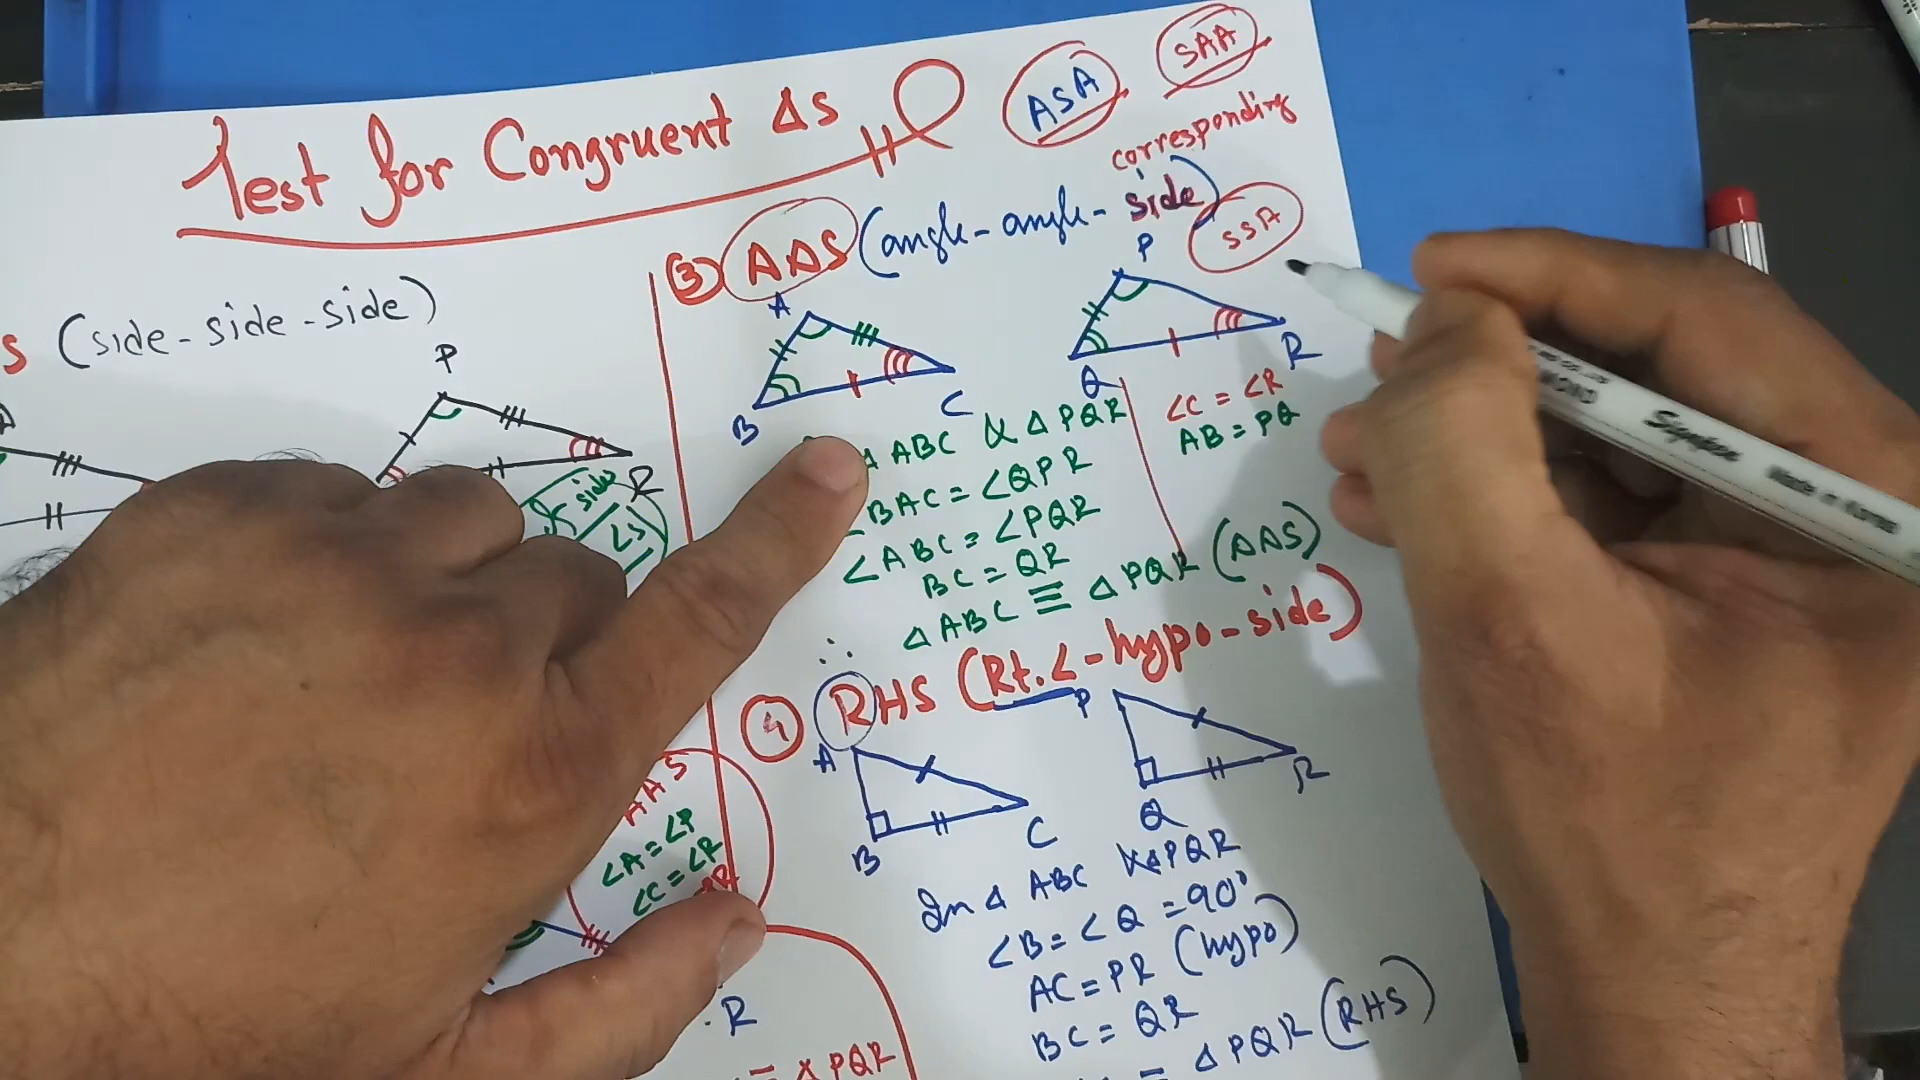 Test for Congruent Δs
ASA
SAA
corresponding
(side-side-side)
P
R
sides
∠s
③ AAS (angle-angle-side)
SSA
A
B
C
P
Q
R
Δ ABC & Δ PQR
BAC = ∠QPR
∠ABC = ∠PQR
BC = QR
∴ Δ ABC ≡ Δ PQR (AAS)
∠C = ∠R
AB = PQ
④ RHS (Rt.∠-hypo-side)
A
B
C
P
Q
R
In Δ ABC & Δ PQR
∠B = ∠Q = 90°
AC = PR (hypo)
BC = QR
Δ PQR (RHS)
AAS
∠A = ∠P
∠C = ∠R
R
PQR
Snowman